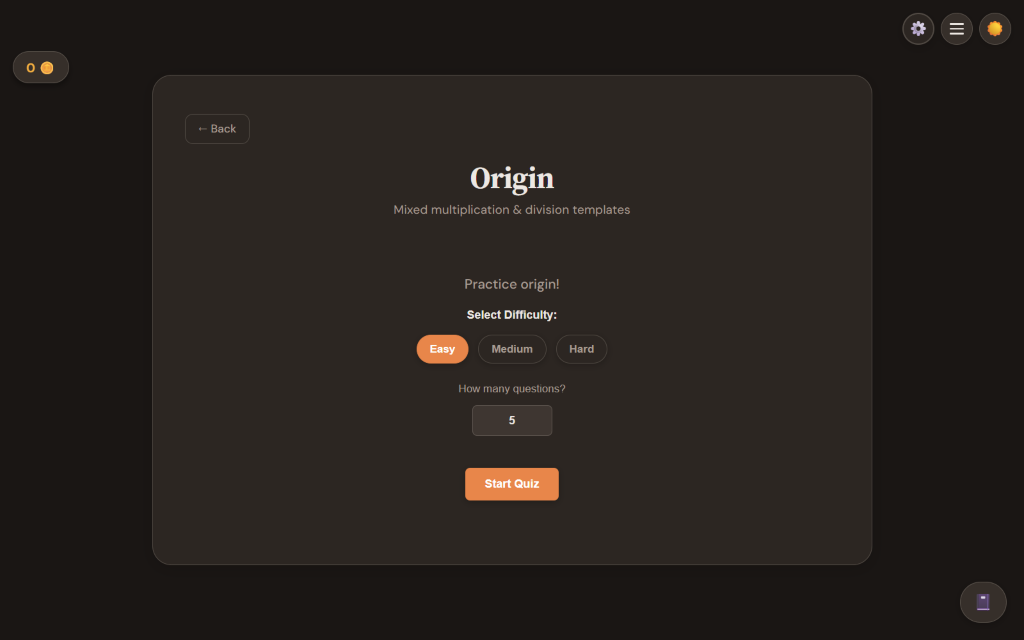 0
← Back
Origin
Mixed multiplication & division templates
Practice origin!
Select Difficulty:
Easy Medium Hard
How many questions?
5
Start Quiz